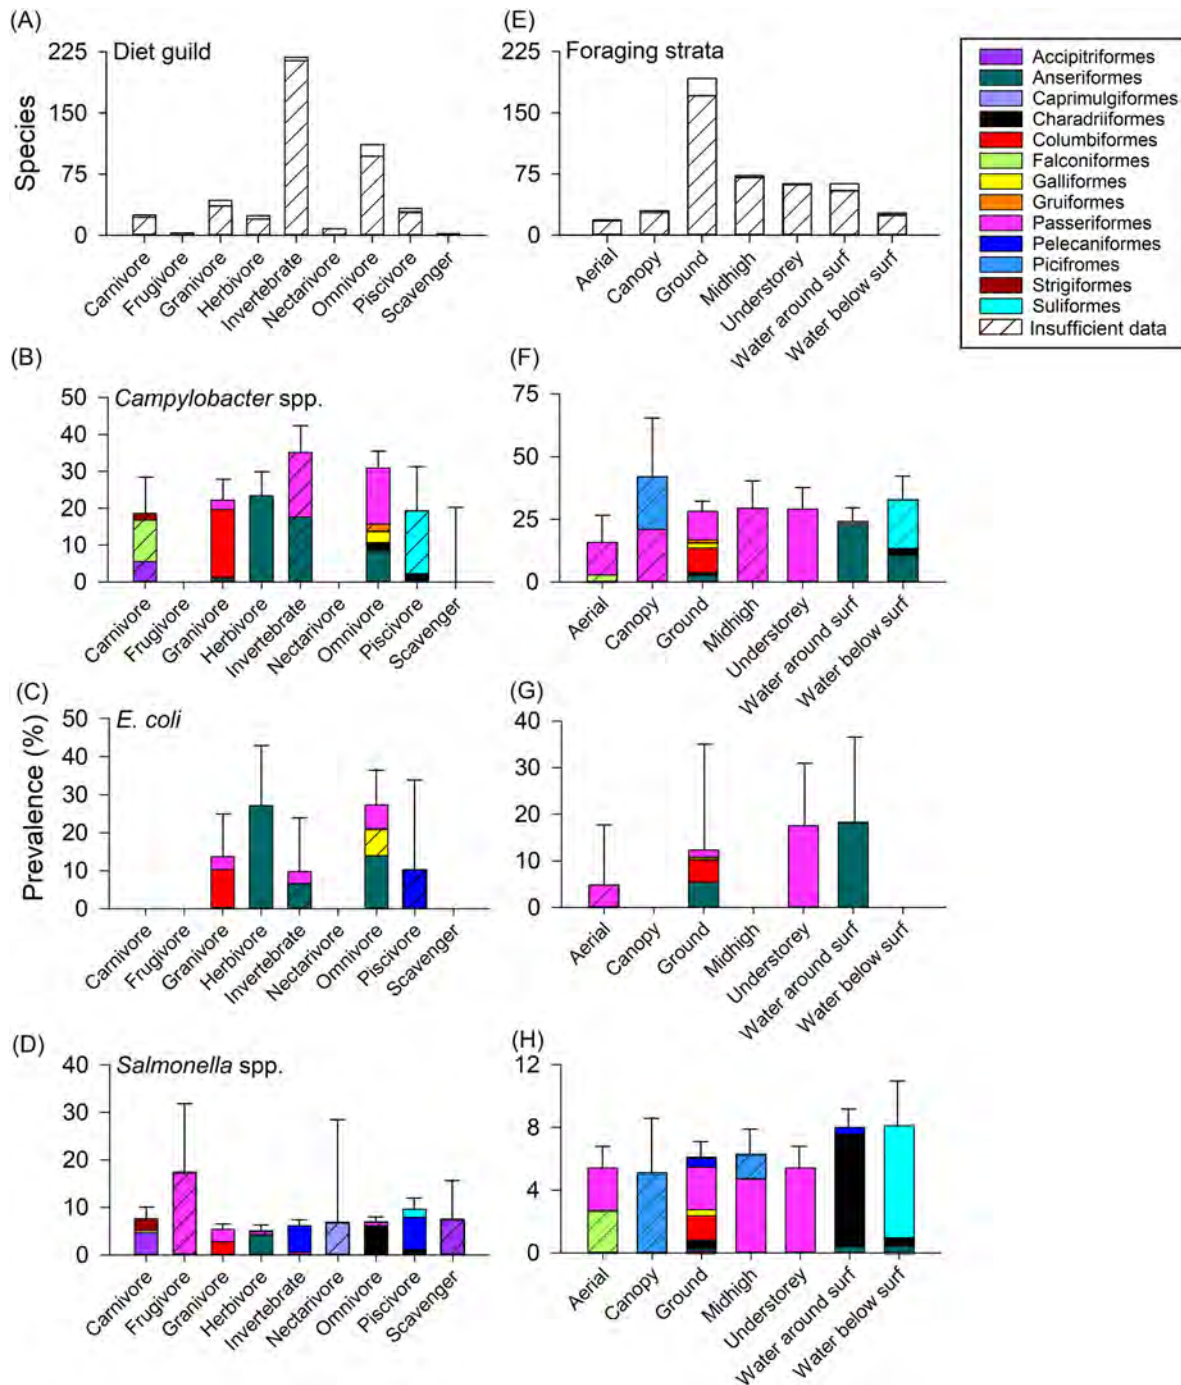 (A)
Diet guild
225
150
75
0
Species
Carnivore
Frugivore
Granivore
Herbivore
Invertebrate
Nectarivore
Omnivore
Piscivore
Scavenger
(E)
Foraging strata
225
150
75
0
Aerial
Canopy
Ground
Midhigh
Understorey
Water around surf
Water below surf
Accipitriformes
Anseriformes
Caprimulgiformes
Charadriiformes
Columbiformes
Falconiformes
Galliformes
Gruiformes
Passeriformes
Pelecaniformes
Picifromes
Strigiformes
Suliformes
Insufficient data
(B)
Campylobacter spp.
50
40
30
20
10
0
Carnivore
Frugivore
Granivore
Herbivore
Invertebrate
Nectarivore
Omnivore
Piscivore
Scavenger
(F)
75
50
25
0
Aerial
Canopy
Ground
Midhigh
Understorey
Water around surf
Water below surf
(C)
E. coli
50
40
30
20
10
0
Prevalence (%)
Carnivore
Frugivore
Granivore
Herbivore
Invertebrate
Nectarivore
Omnivore
Piscivore
Scavenger
(G)
40
30
20
10
0
Aerial
Canopy
Ground
Midhigh
Understorey
Water around surf
Water below surf
(D)
Salmonella spp.
40
30
20
10
0
Carnivore
Frugivore
Granivore
Herbivore
Invertebrate
Nectarivore
Omnivore
Piscivore
Scavenger
(H)
12
8
4
0
Aerial
Canopy
Ground
Midhigh
Understorey
Water around surf
Water below surf